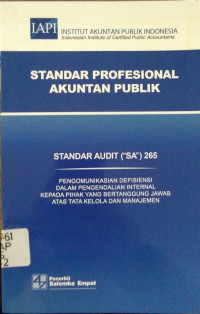 IAPI
INSTITUT AKUNTAN PUBLIK INDONESIA
Indonesian Institute of Certified Public Accountants
STANDAR PROFESIONAL
AKUNTAN PUBLIK
STANDAR AUDIT ("SA") 265
PENGOMUNIKASIAN DEFISIENSI
DALAM PENGENDALIAN INTERNAL
KEPADA PIHAK YANG BERTANGGUNG JAWAB
ATAS TATA KELOLA DAN MANAJEMEN
Penerbit
Salemba Empat